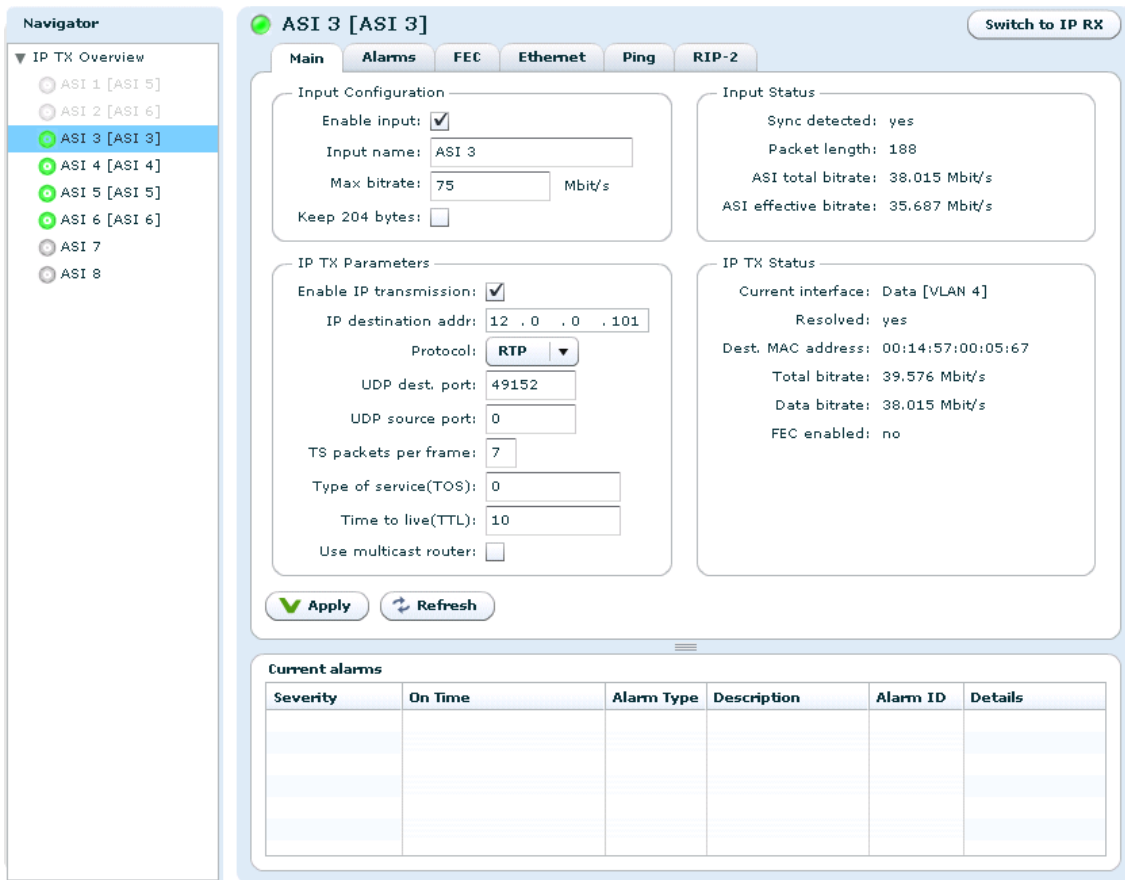 Navigator
IP TX Overview
ASI 1 [ASI 5]
ASI 2 [ASI 6]
ASI 3 [ASI 3]
ASI 4 [ASI 4]
ASI 5 [ASI 5]
ASI 6 [ASI 6]
ASI 7
ASI 8
ASI 3 [ASI 3]
Switch to IP RX
Main Alarms FEC Ethernet Ping RIP-2
Input Configuration
Enable input:
Input name: ASI 3
Max bitrate: 75 Mbit/s
Keep 204 bytes:
Input Status
Sync detected: yes
Packet length: 188
ASI total bitrate: 38.015 Mbit/s
ASI effective bitrate: 35.687 Mbit/s
IP TX Parameters
Enable IP transmission:
IP destination addr: 12 .0 .0 .101
Protocol: RTP
UDP dest. port: 49152
UDP source port: 0
TS packets per frame: 7
Type of service(TOS): 0
Time to live(TTL): 10
Use multicast router:
IP TX Status
Current interface: Data [VLAN 4]
Resolved: yes
Dest. MAC address: 00:14:57:00:05:67
Total bitrate: 39.576 Mbit/s
Data bitrate: 38.015 Mbit/s
FEC enabled: no
Apply Refresh
Current alarms
Severity On Time Alarm Type Description Alarm ID Details